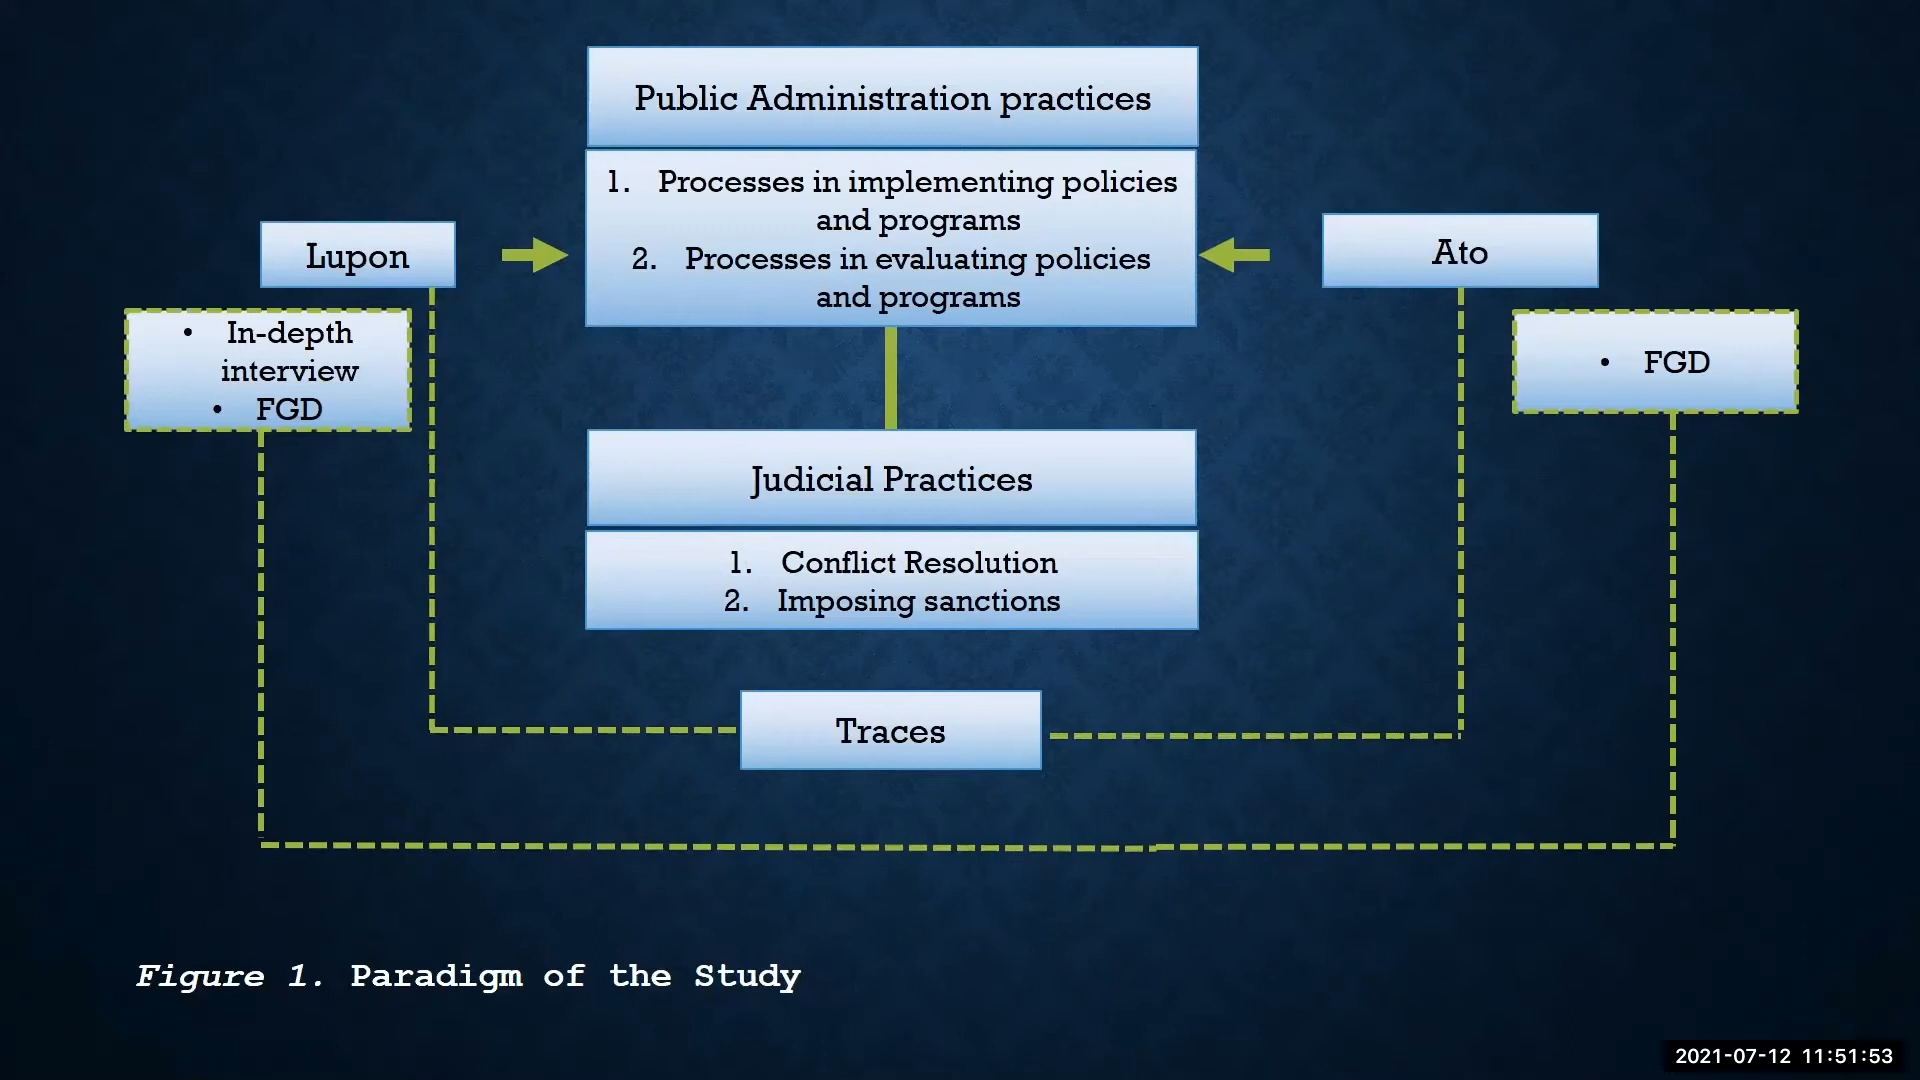 Public Administration practices
1. Processes in implementing policies
and programs
2. Processes in evaluating policies
and programs
Lupon
Ato
• In-depth
interview
• FGD
• FGD
Judicial Practices
1. Conflict Resolution
2. Imposing sanctions
Traces
Figure 1. Paradigm of the Study
2021-07-12 11:51:53